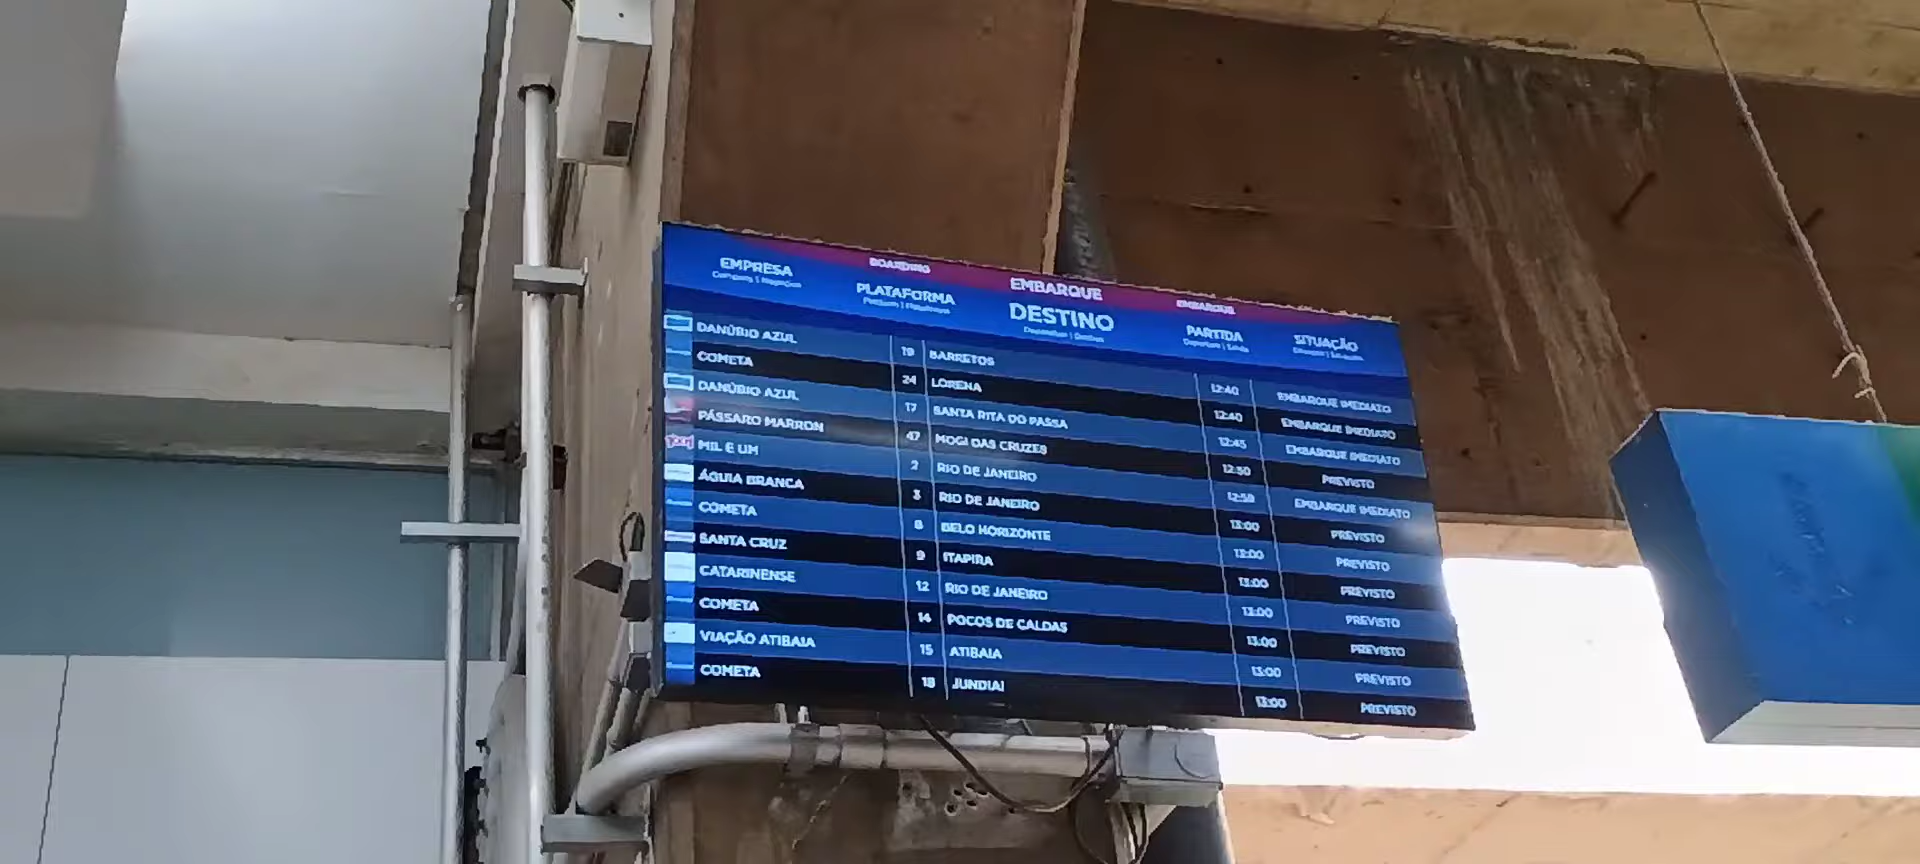 BOARDING EMBARQUE EMBARQUE
EMPRESA PLATAFORMA DESTINO PARTIDA SITUAÇÃO
DANÚBIO AZUL 19 BARRETOS 12:40 EMBARQUE IMEDIATO
COMETA 24 LORENA 12:40 EMBARQUE IMEDIATO
DANÚBIO AZUL 17 SANTA RITA DO PASSA 12:45 EMBARQUE IMEDIATO
PÁSSARO MARRON 47 MOGI DAS CRUZES 12:50 PREVISTO
MIL E UM 2 RIO DE JANEIRO 12:59 EMBARQUE IMEDIATO
ÁGUIA BRANCA 3 RIO DE JANEIRO 13:00 PREVISTO
COMETA 8 BELO HORIZONTE 13:00 PREVISTO
SANTA CRUZ 9 ITAPIRA 13:00 PREVISTO
CATARINENSE 12 RIO DE JANEIRO 13:00 PREVISTO
COMETA 14 POCOS DE CALDAS 13:00 PREVISTO
VIAÇÃO ATIBAIA 15 ATIBAIA 13:00 PREVISTO
COMETA 18 JUNDIAI 13:00 PREVISTO